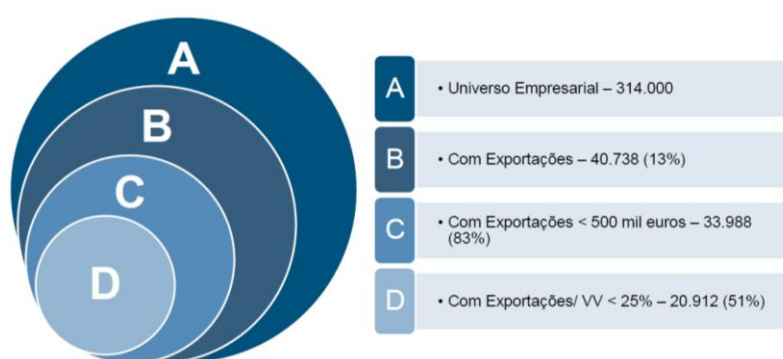 A
B
C
D
A
• Universo Empresarial – 314.000
B
• Com Exportações – 40.738 (13%)
C
• Com Exportações < 500 mil euros – 33.988
(83%)
D
• Com Exportações/ VV < 25% – 20.912 (51%)